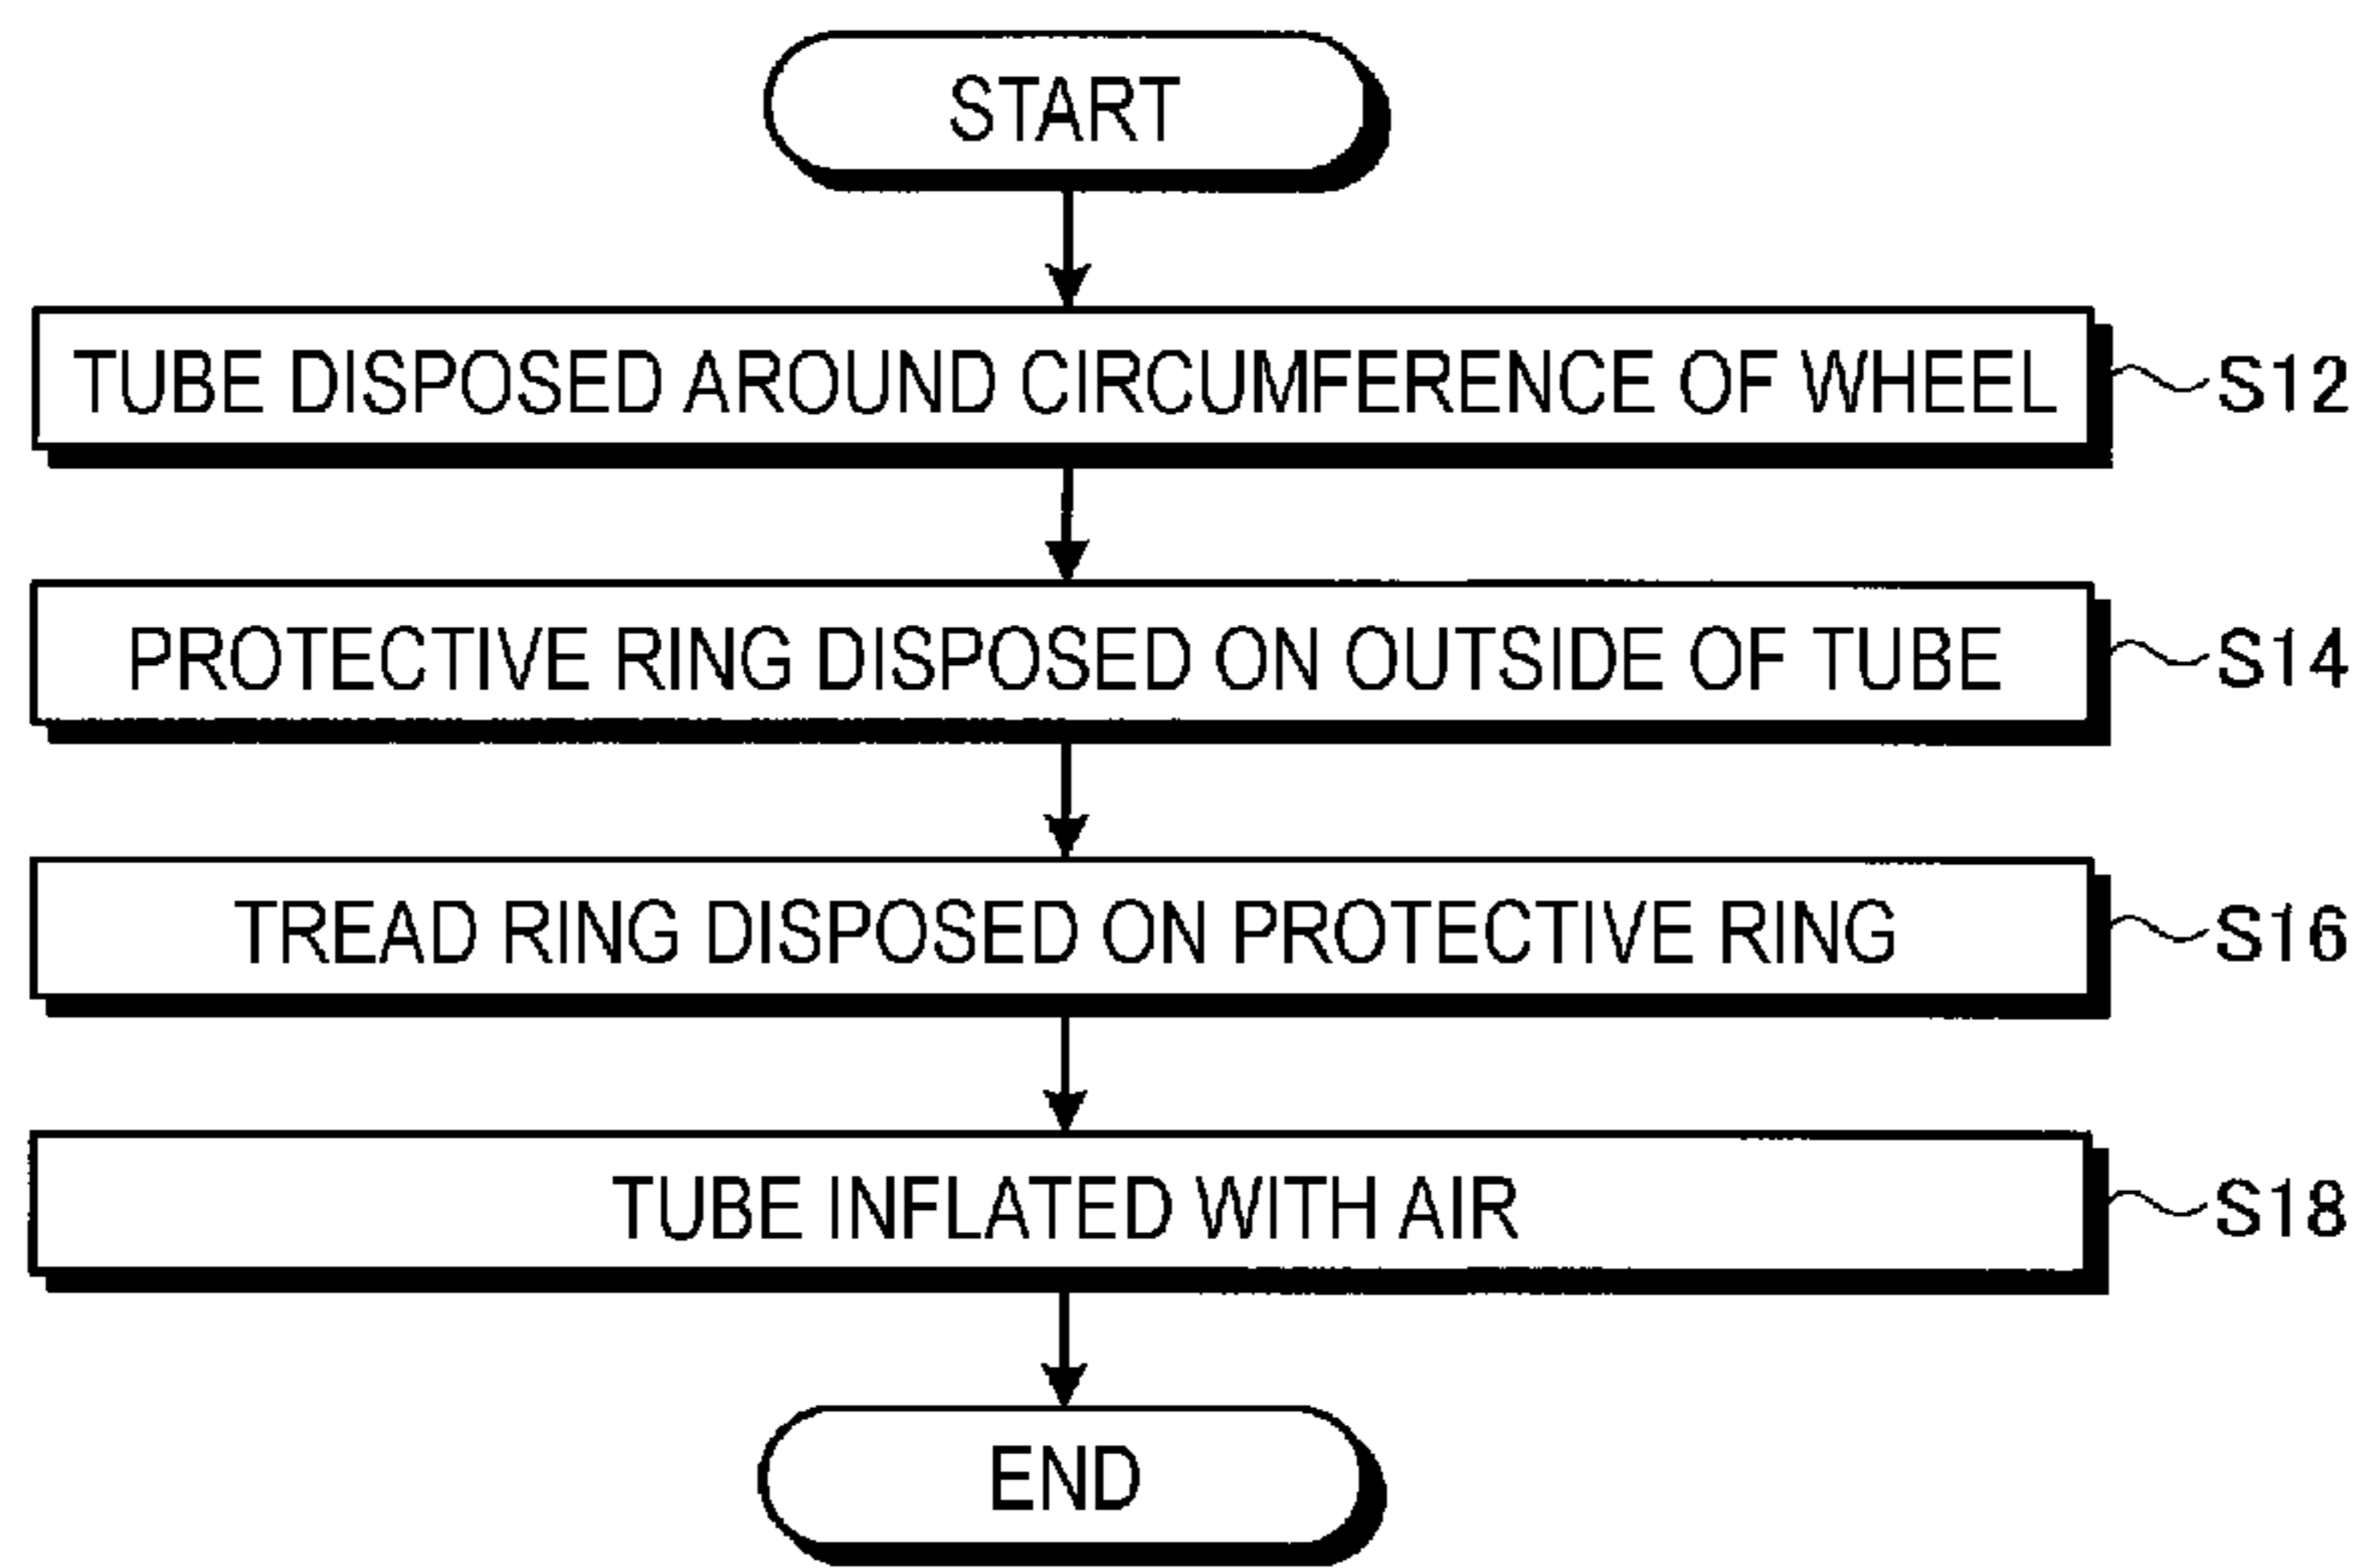 START
TUBE DISPOSED AROUND CIRCUMFERENCE OF WHEEL
S12
PROTECTIVE RING DISPOSED ON OUTSIDE OF TUBE
S14
TREAD RING DISPOSED ON PROTECTIVE RING
S16
TUBE INFLATED WITH AIR
S18
END